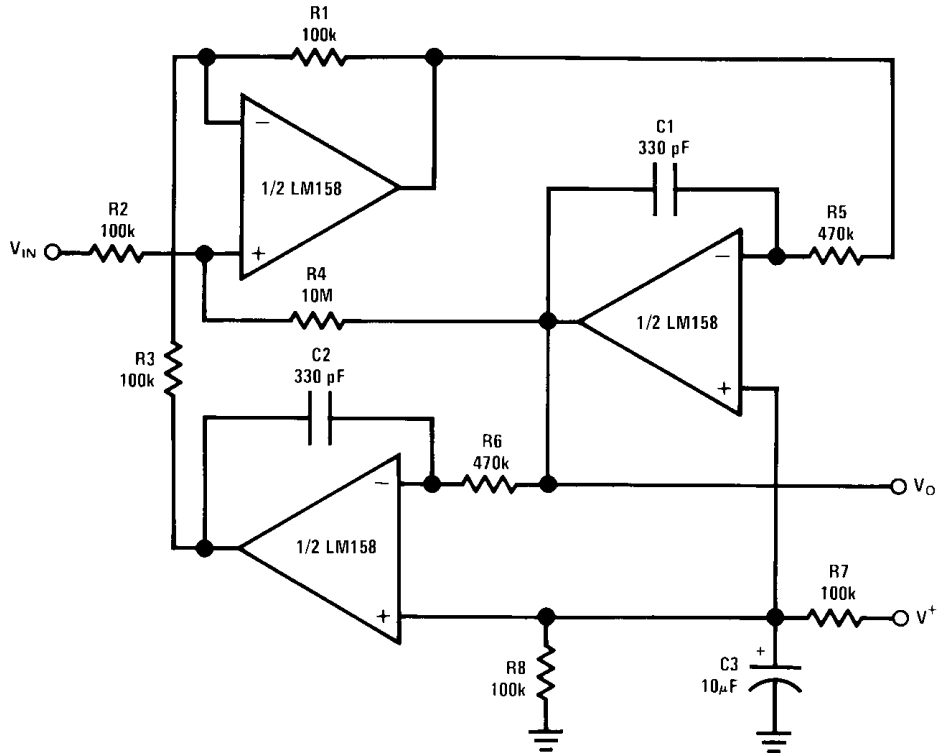 R1
100k
−
1/2 LM158
+
C1
330 pF
R2
100k
VIN
R5
470k
−
1/2 LM158
+
R4
10M
R3
100k
C2
330 pF
R6
470k
−
1/2 LM158
+
VO
R7
100k
V+
R8
100k
+
C3
10μF